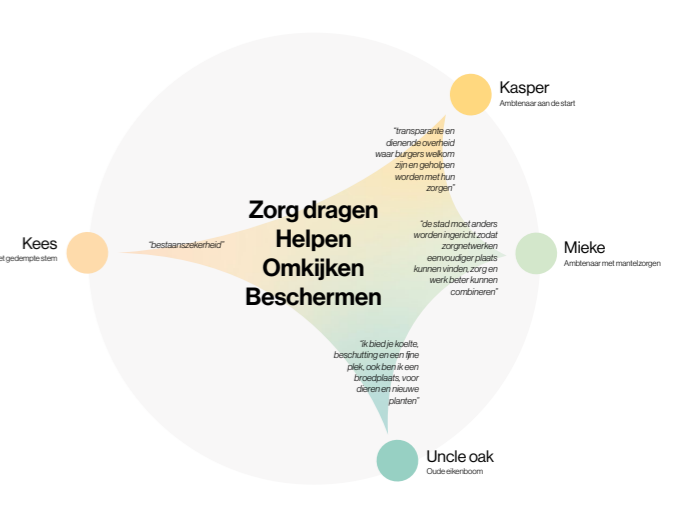 Kasper
Ambtenaar aan de start
"transparante en
dienende overheid
waar burgers welkom
zijn en geholpen
worden met hun
zorgen"
Zorg dragen
Helpen
Omkijken
Beschermen
"de stad moet anders
worden ingericht zodat
zorgnetwerken
eenvoudiger plaats
kunnen vinden, zorg en
werk beter kunnen
combineren"
Mieke
Ambtenaar met mantelzorgen
Kees
et gedempte stem
"bestaanszekerheid"
"ik bied je koelte,
beschutting en een fijne
plek, ook ben ik een
broedplaats, voor
dieren en nieuwe
planten"
Uncle oak
Oude eikenboom